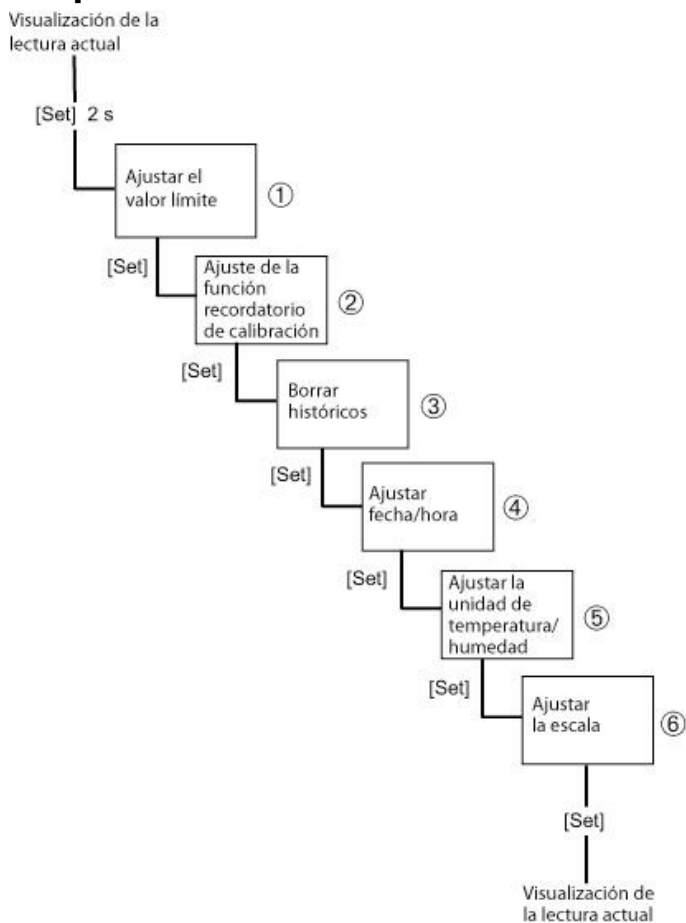 Visualización de la
lectura actual
[Set] 2 s
Ajustar el
valor límite
①
[Set]
Ajuste de la
función
recordatorio
de calibración
②
[Set]
Borrar
históricos
③
[Set]
Ajustar
fecha/hora
④
[Set]
Ajustar la
unidad de
temperatura/
humedad
⑤
[Set]
Ajustar
la escala
⑥
[Set]
Visualización de
la lectura actual